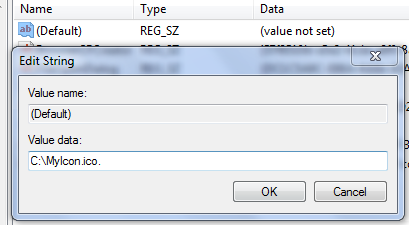 Name Type Data
(Default) REG_SZ (value not set)
Edit String
Value name:
(Default)
Value data:
C:\MyIcon.ico.
OK Cancel